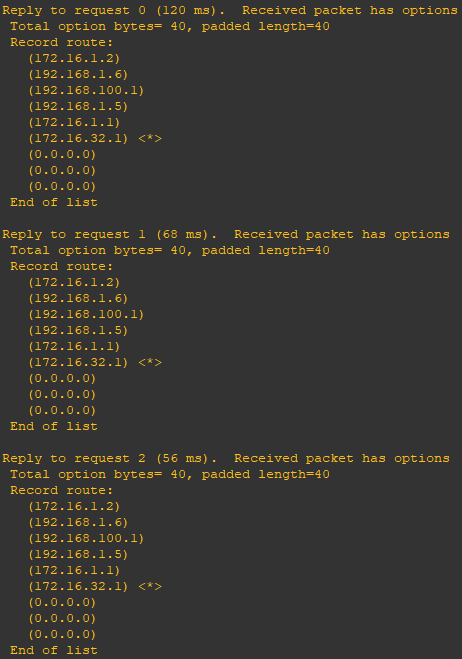 Reply to request 0 (120 ms).  Received packet has options
 Total option bytes= 40, padded length=40
 Record route:
   (172.16.1.2)
   (192.168.1.6)
   (192.168.100.1)
   (192.168.1.5)
   (172.16.1.1)
   (172.16.32.1) <*>
   (0.0.0.0)
   (0.0.0.0)
   (0.0.0.0)
 End of list

Reply to request 1 (68 ms).  Received packet has options
 Total option bytes= 40, padded length=40
 Record route:
   (172.16.1.2)
   (192.168.1.6)
   (192.168.100.1)
   (192.168.1.5)
   (172.16.1.1)
   (172.16.32.1) <*>
   (0.0.0.0)
   (0.0.0.0)
   (0.0.0.0)
 End of list

Reply to request 2 (56 ms).  Received packet has options
 Total option bytes= 40, padded length=40
 Record route:
   (172.16.1.2)
   (192.168.1.6)
   (192.168.100.1)
   (192.168.1.5)
   (172.16.1.1)
   (172.16.32.1) <*>
   (0.0.0.0)
   (0.0.0.0)
   (0.0.0.0)
 End of list